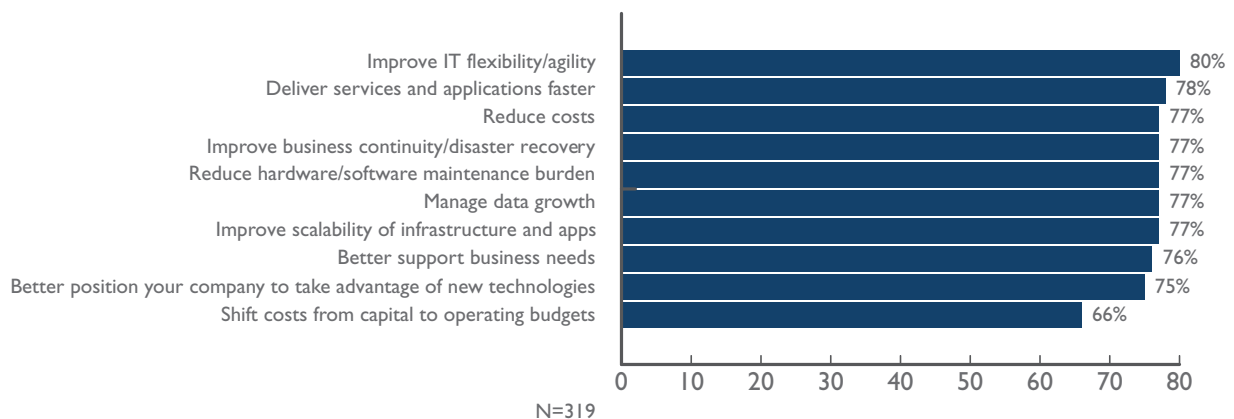 Improve IT flexibility/agility 80%
Deliver services and applications faster 78%
Reduce costs 77%
Improve business continuity/disaster recovery 77%
Reduce hardware/software maintenance burden 77%
Manage data growth 77%
Improve scalability of infrastructure and apps 77%
Better support business needs 76%
Better position your company to take advantage of new technologies 75%
Shift costs from capital to operating budgets 66%
0 10 20 30 40 50 60 70 80
N=319